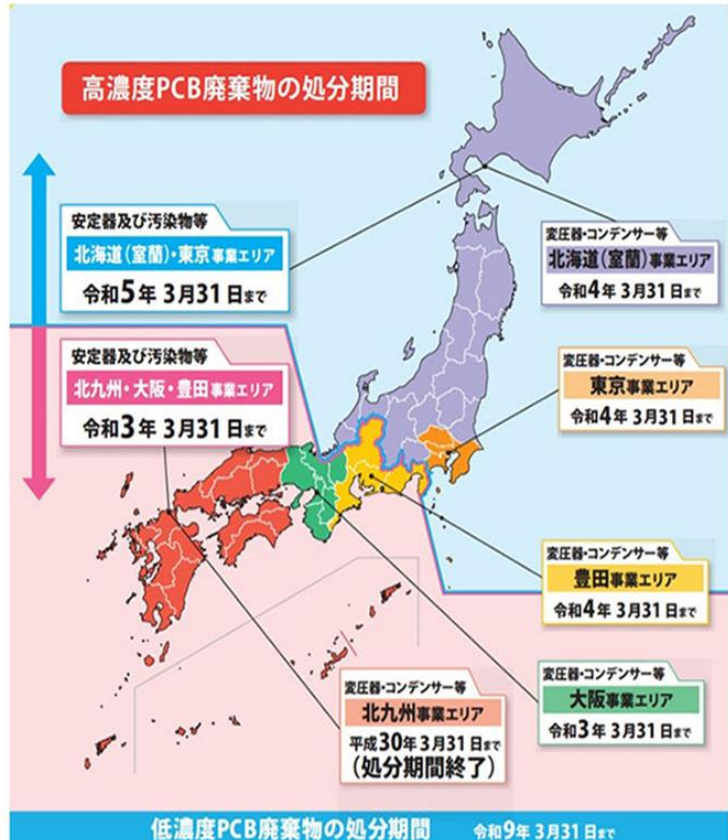 高濃度PCB廃棄物の処分期間
安定器及び汚染物等
北海道(室蘭)・東京事業エリア
令和5年 3月31日まで
変圧器・コンデンサー等
北海道(室蘭)事業エリア
令和4年 3月31日まで
安定器及び汚染物等
北九州・大阪・豊田事業エリア
令和3年 3月31日まで
変圧器・コンデンサー等
東京事業エリア
令和4年 3月31日まで
変圧器・コンデンサー等
豊田事業エリア
令和4年 3月31日まで
変圧器・コンデンサー等
大阪事業エリア
令和3年 3月31日まで
変圧器・コンデンサー等
北九州事業エリア
平成30年 3月31日まで
(処分期間終了)
低濃度PCB廃棄物の処分期間 令和9年 3月31日まで